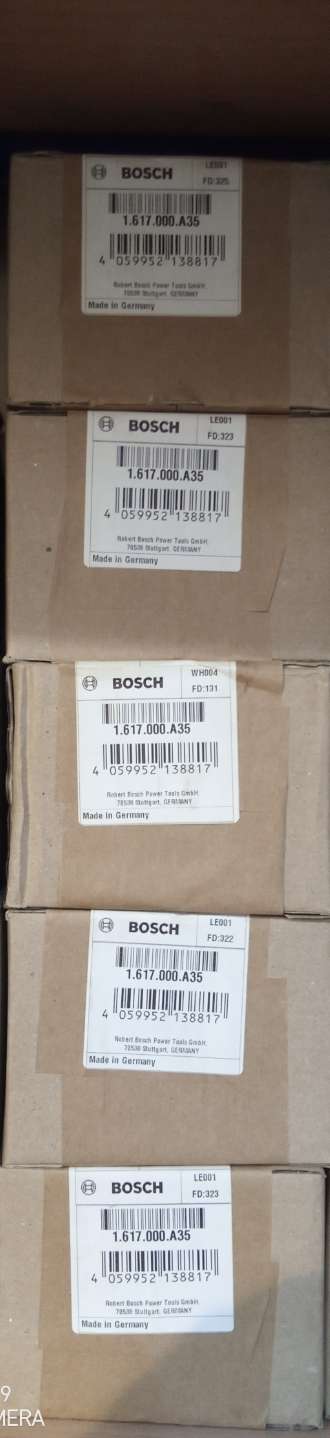 BOSCH
LE001
FD:325
1.617.000.A35
4 059952 138817
Robert Bosch Power Tools GmbH,
70538 Stuttgart, GERMANY
Made in Germany
BOSCH
LE001
FD:323
1.617.000.A35
4 059952 138817
Robert Bosch Power Tools GmbH,
70538 Stuttgart, GERMANY
Made in Germany
BOSCH
WH004
FD:131
1.617.000.A35
4 059952 138817
Robert Bosch Power Tools GmbH,
70538 Stuttgart, GERMANY
Made in Germany
BOSCH
LE001
FD:322
1.617.000.A35
4 059952 138817
Robert Bosch Power Tools GmbH,
70538 Stuttgart, GERMANY
Made in Germany
BOSCH
LE001
FD:323
1.617.000.A35
4 059952 138817
Robert Bosch Power Tools GmbH,
70538 Stuttgart, GERMANY
Made in Germany
9
MERA